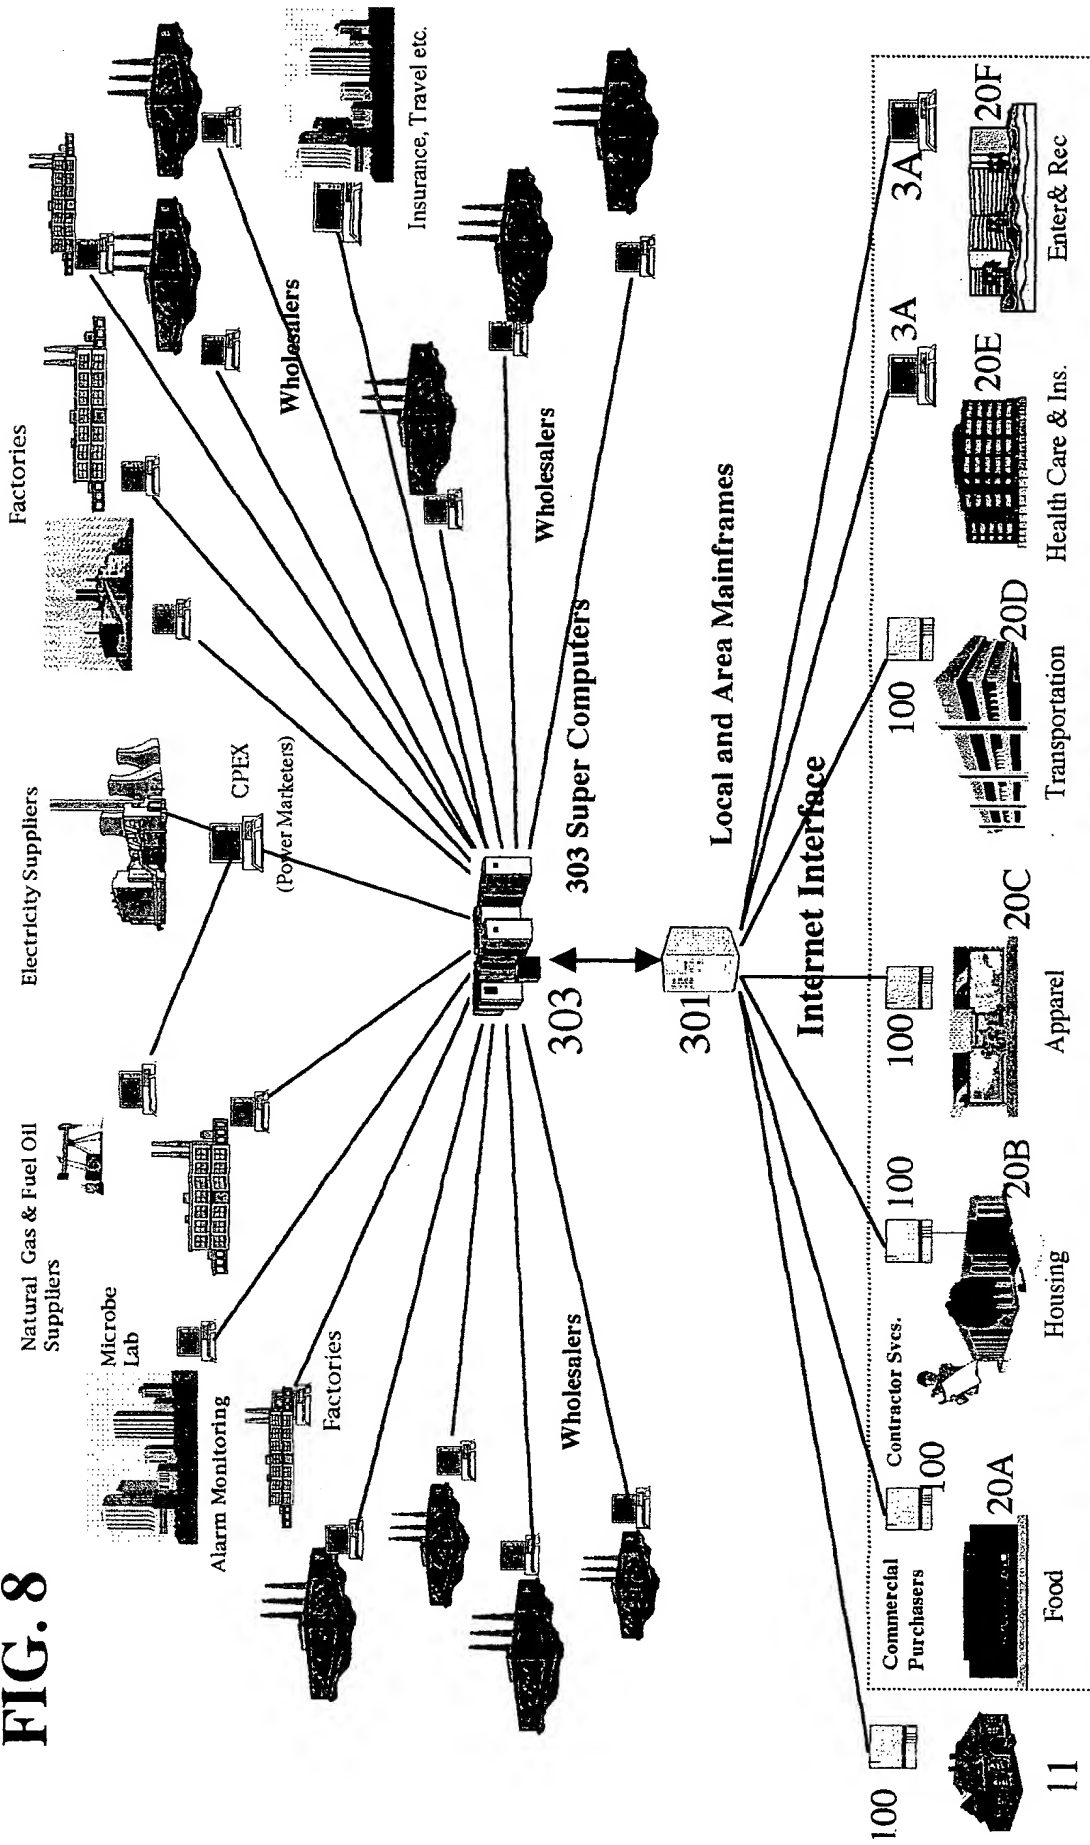 FIG. 8
Natural Gas & Fuel Oil
Suppliers
Electricity Suppliers
Factories
Microbe
Lab
CPEX
(Power Marketers)
Alarm Monitoring
Factories
Wholesalers
Insurance, Travel etc.
Wholesalers
Wholesalers
303
303 Super Computers
301
Local and Area Mainframes
Internet Interface
100
Commercial
Purchasers
100
Contractor Svcs.
100
100
100
3A
3A
11
20A
Food
20B
Housing
20C
Apparel
20D
Transportation
20E
Health Care & Ins.
20F
Enter& Rec